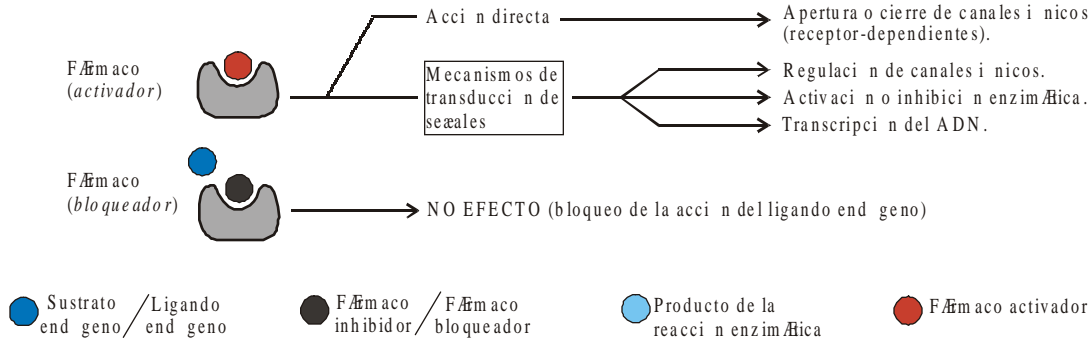 Acci n directa
Apertura o cierre de canales i nicos
(receptor-dependientes).
FÆrmaco
(activador)
Mecanismos de
transducci n de
seæales
Regulaci n de canales i nicos.
Activaci n o inhibici n enzimÆtica.
Transcripci n del ADN.
FÆrmaco
(bloqueador)
NO EFECTO (bloqueo de la acci n del ligando end geno)
Sustrato
end geno
/ Ligando
end geno
FÆrmaco
inhibidor
/ FÆrmaco
bloqueador
Producto de la
reacci n enzimÆtica
FÆrmaco activador